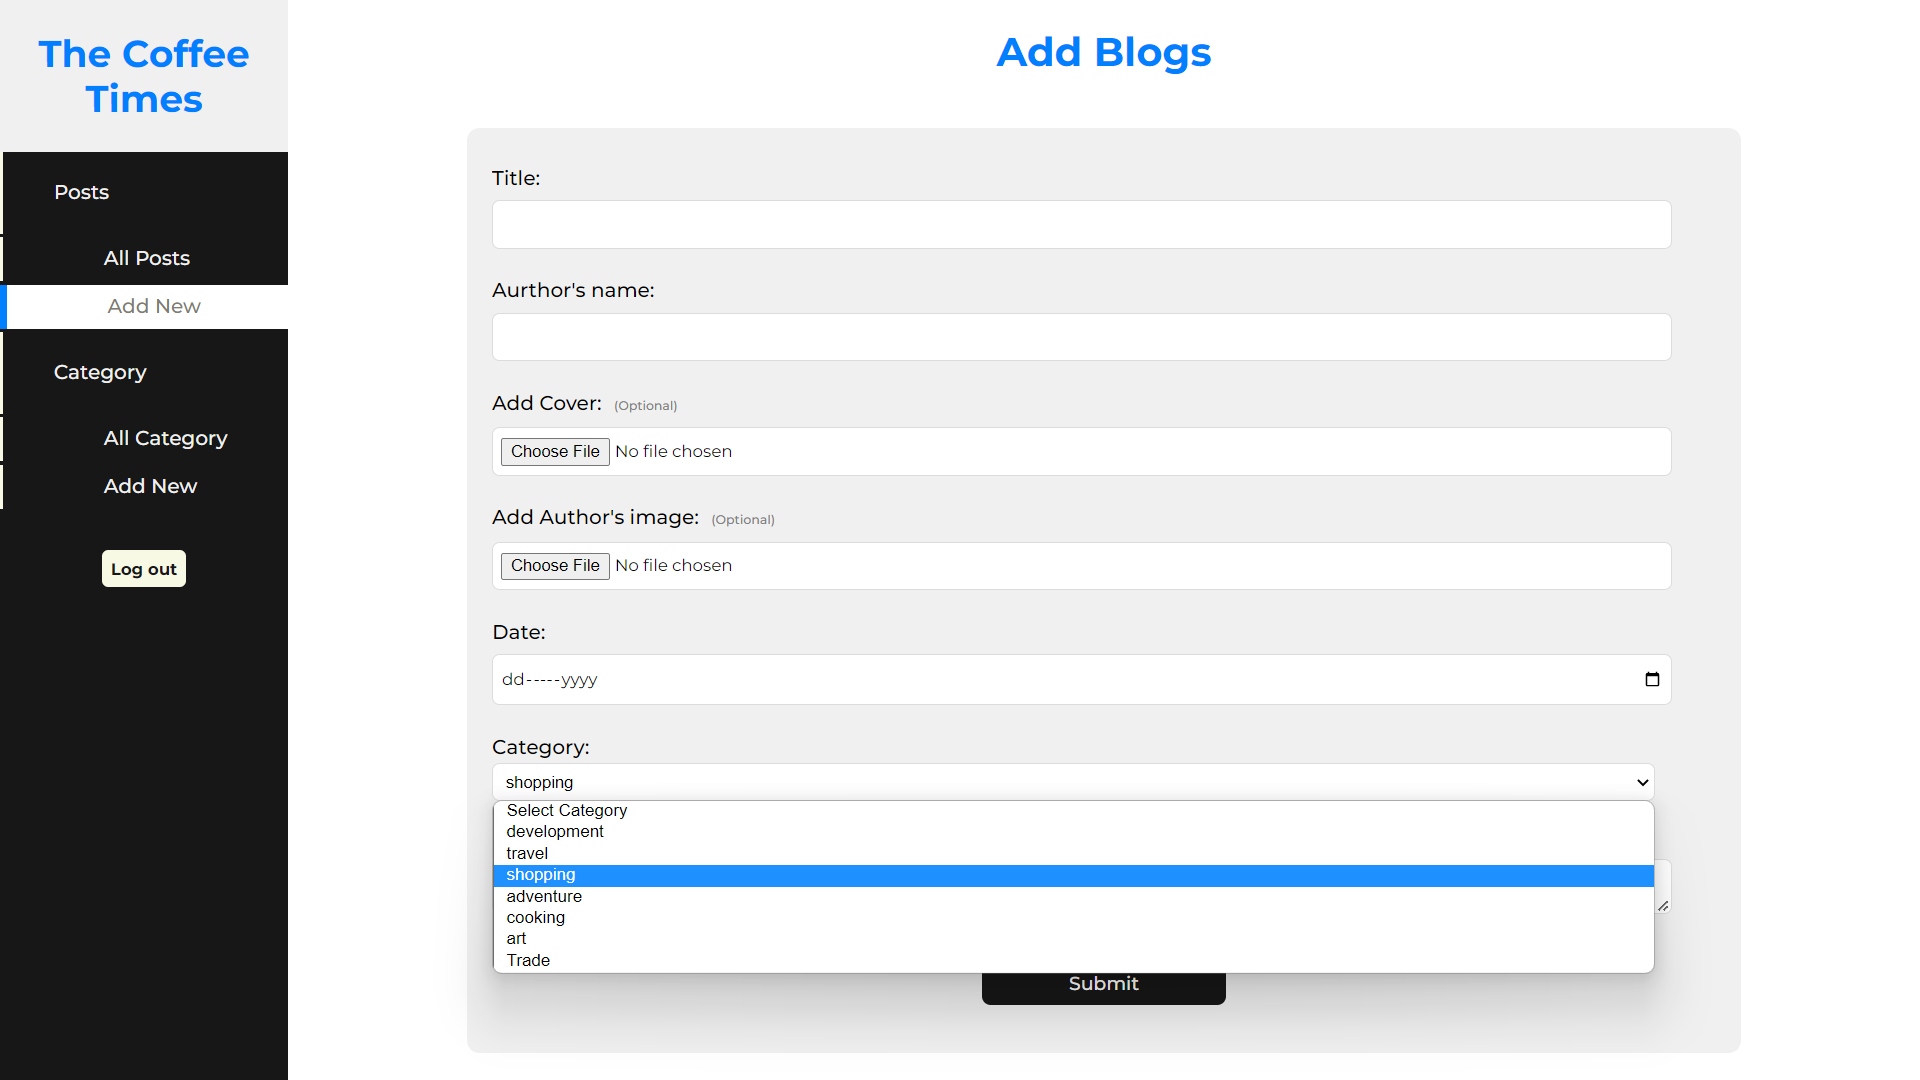 The Coffee
Times
Posts
All Posts
Add New
Category
All Category
Add New
Log out
Add Blogs
Title:
Aurthor's name:
Add Cover: (Optional)
Choose File No file chosen
Add Author's image: (Optional)
Choose File No file chosen
Date:
dd-----yyyy
Category:
shopping
Select Category
development
travel
shopping
adventure
cooking
art
Trade
Submit